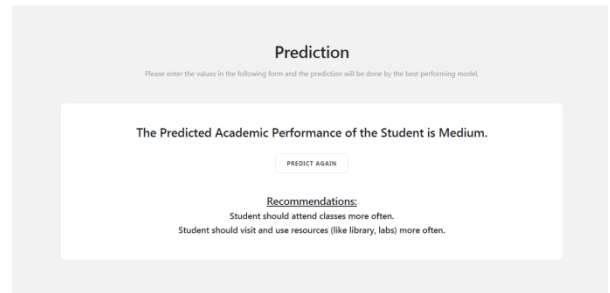 Prediction
Please enter the values in the following form and the prediction will be done by the best performing model.
The Predicted Academic Performance of the Student is Medium.
PREDICT AGAIN
Recommendations:
Student should attend classes more often.
Student should visit and use resources (like library, labs) more often.